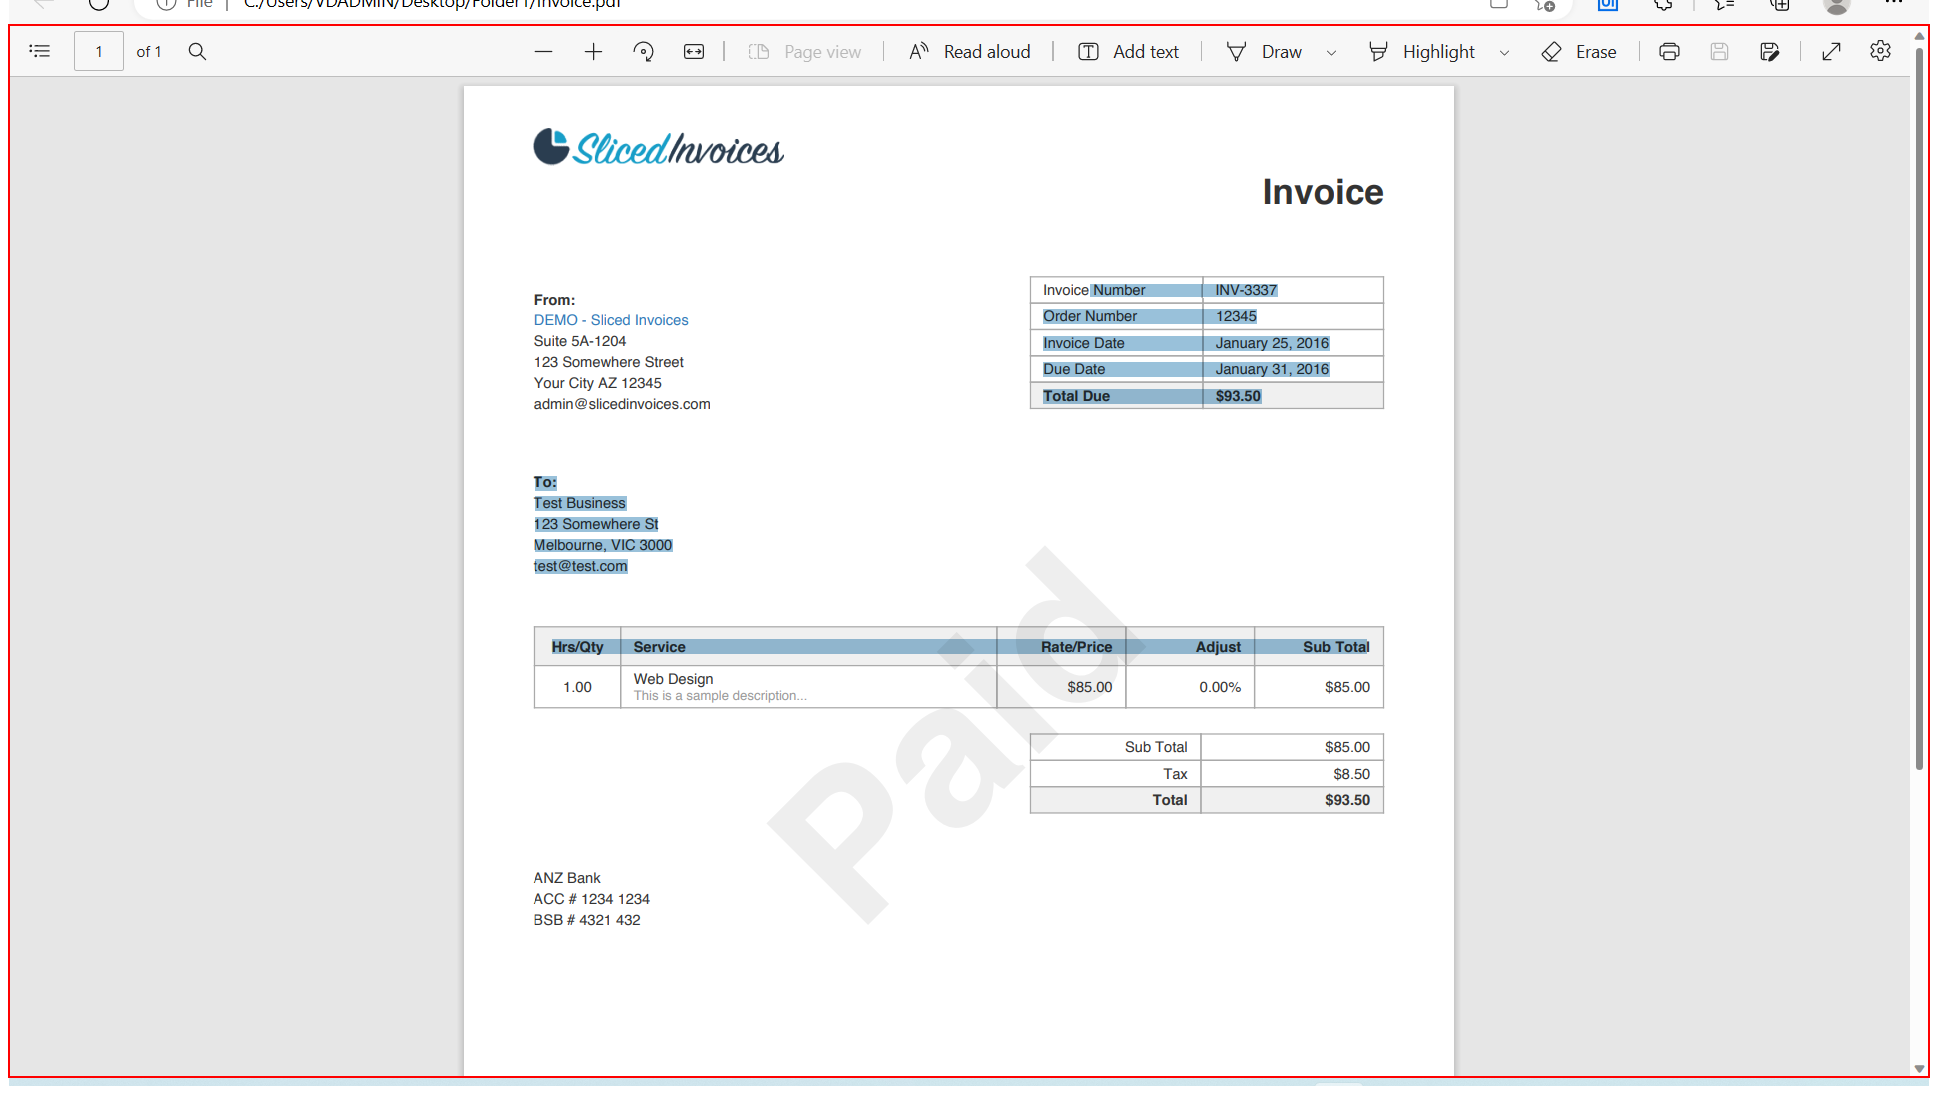 File | C:/Users/VDADMIN/Desktop/Folder1/Invoice.pdf
1 of 1 Page view Read aloud Add text Draw Highlight Erase
SlicedInvoices
Invoice
From:
DEMO - Sliced Invoices
Suite 5A-1204
123 Somewhere Street
Your City AZ 12345
admin@slicedinvoices.com
Invoice Number INV-3337
Order Number 12345
Invoice Date January 25, 2016
Due Date January 31, 2016
Total Due $93.50
To:
Test Business
123 Somewhere St
Melbourne, VIC 3000
test@test.com
Hrs/Qty Service Rate/Price Adjust Sub Total
1.00 Web Design $85.00 0.00% $85.00
This is a sample description...
Sub Total $85.00
Tax $8.50
Total $93.50
Paid
ANZ Bank
ACC # 1234 1234
BSB # 4321 432